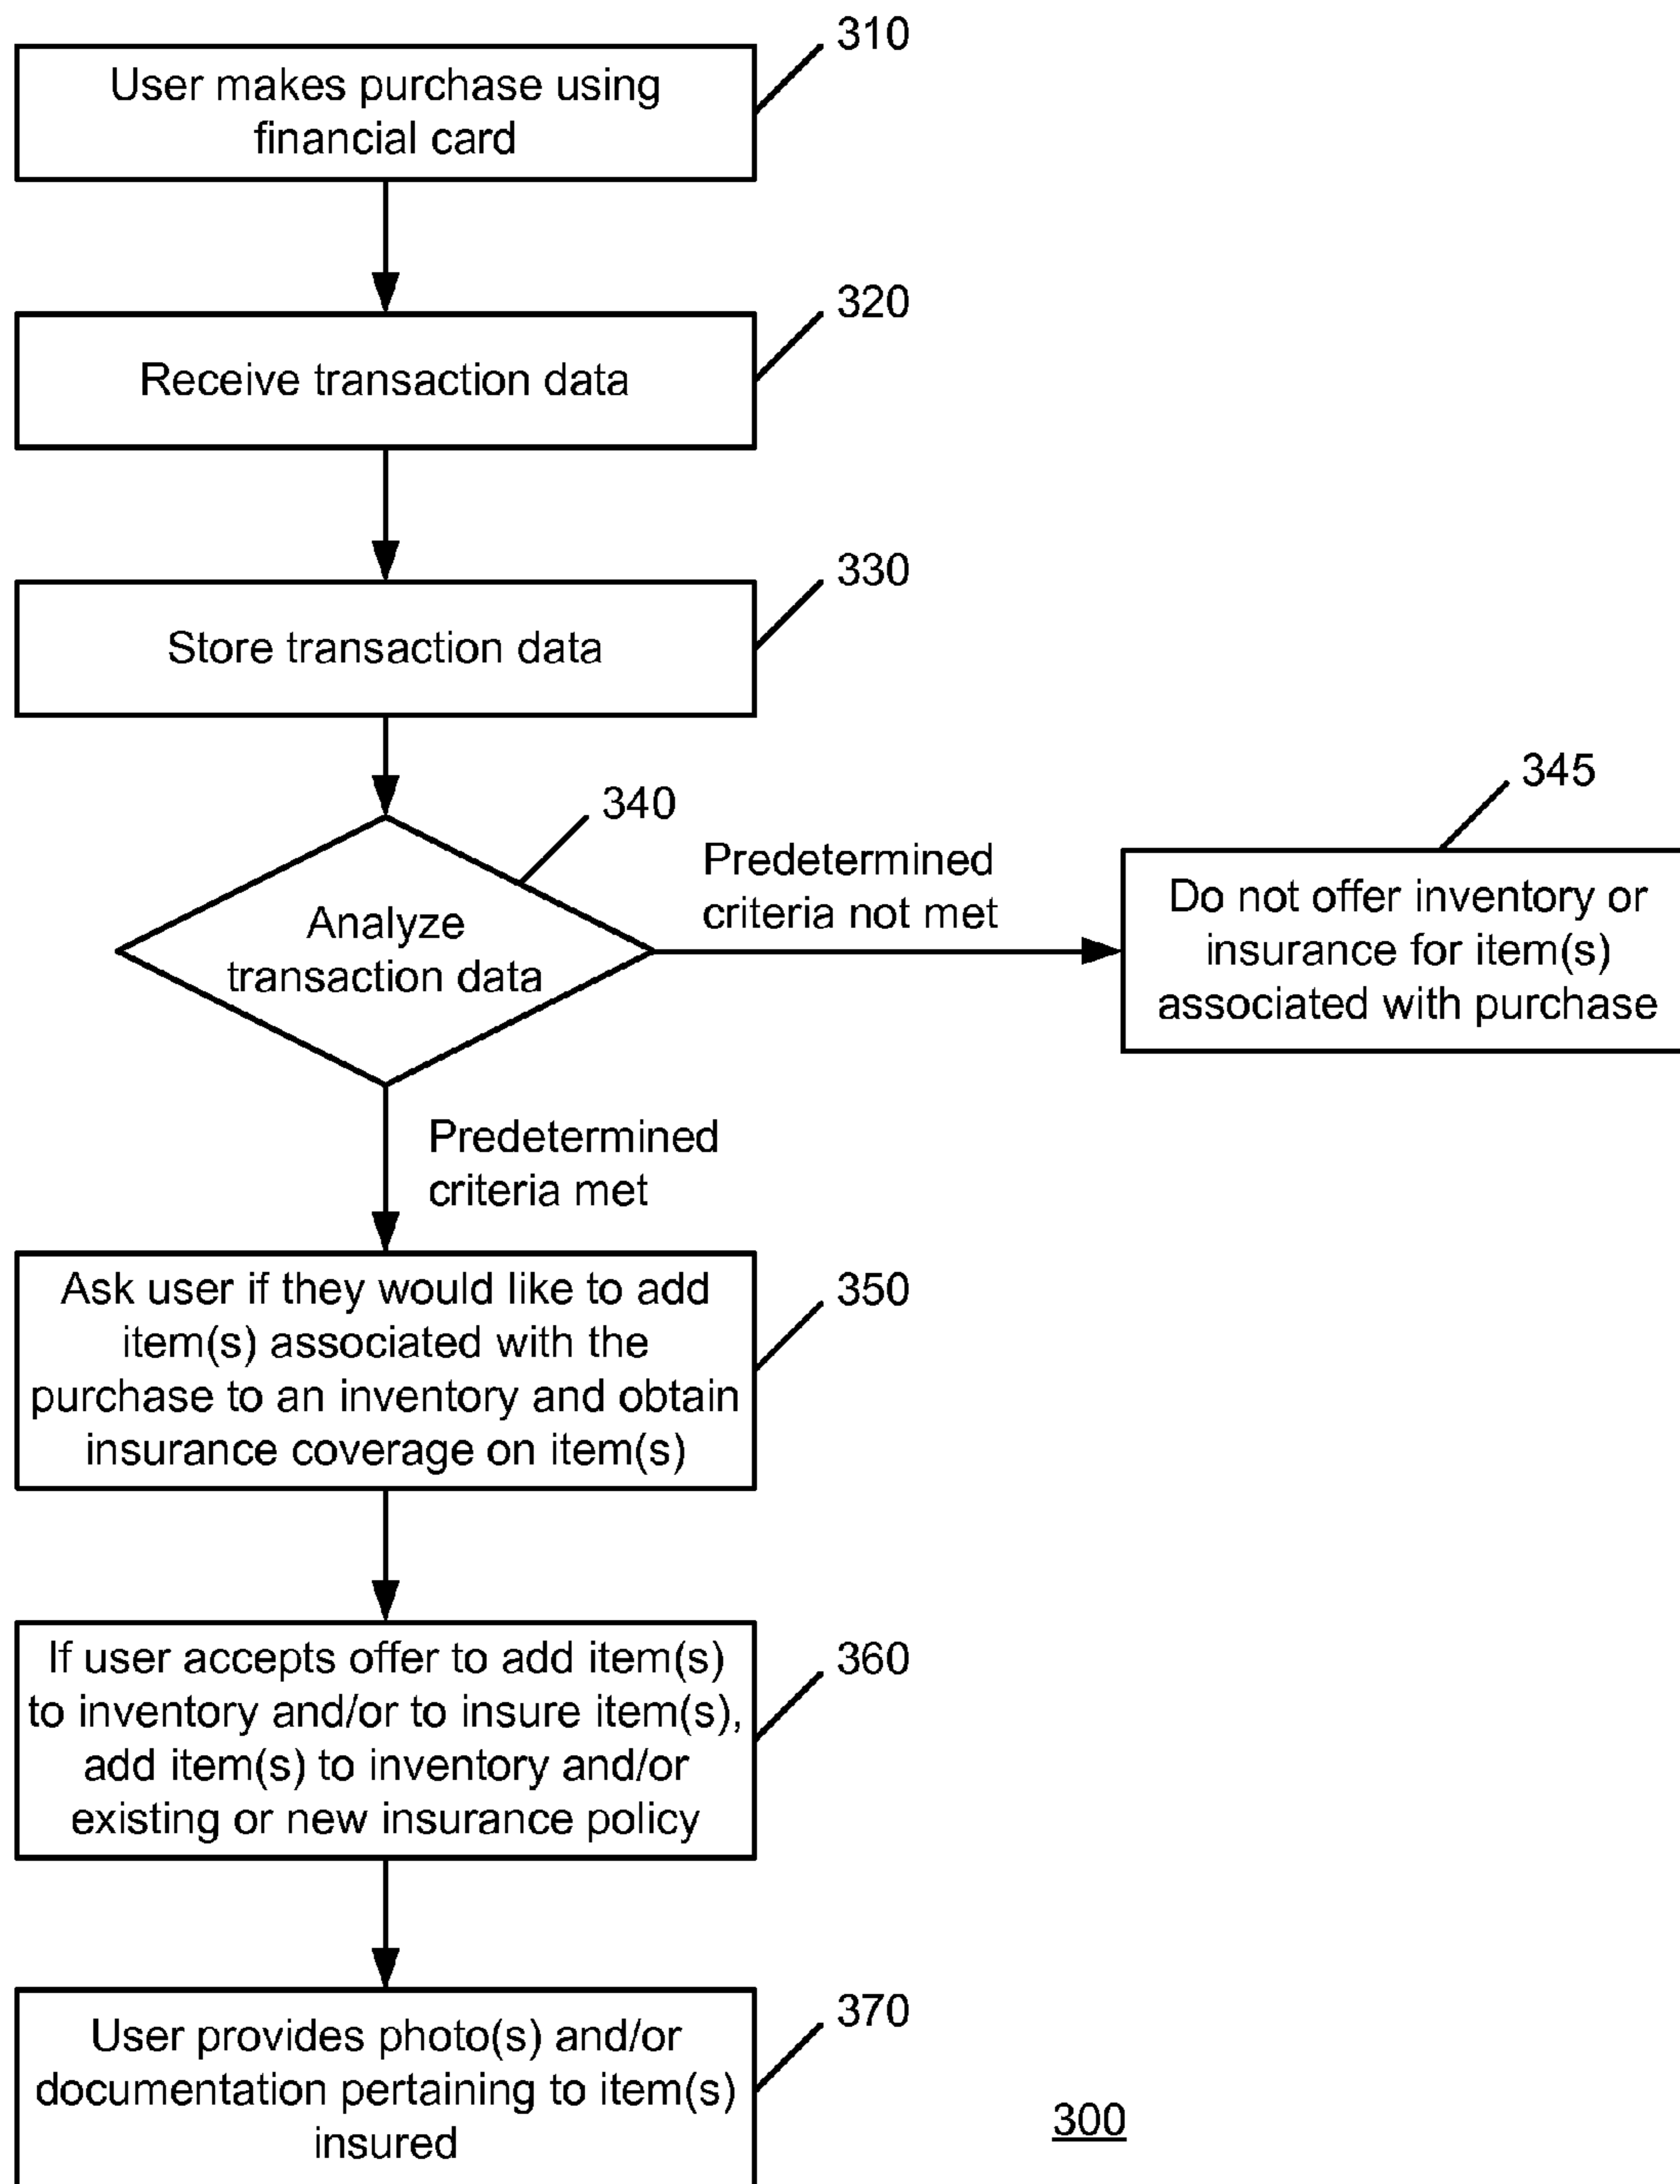 310
User makes purchase using
financial card
320
Receive transaction data
330
Store transaction data
345
340
Predetermined
criteria not met
Do not offer inventory or
insurance for item(s)
associated with purchase
Analyze
transaction data
Predetermined
criteria met
350
Ask user if they would like to add
item(s) associated with the
purchase to an inventory and obtain
insurance coverage on item(s)
360
If user accepts offer to add item(s)
to inventory and/or to insure item(s),
add item(s) to inventory and/or
existing or new insurance policy
370
User provides photo(s) and/or
documentation pertaining to item(s)
insured
300